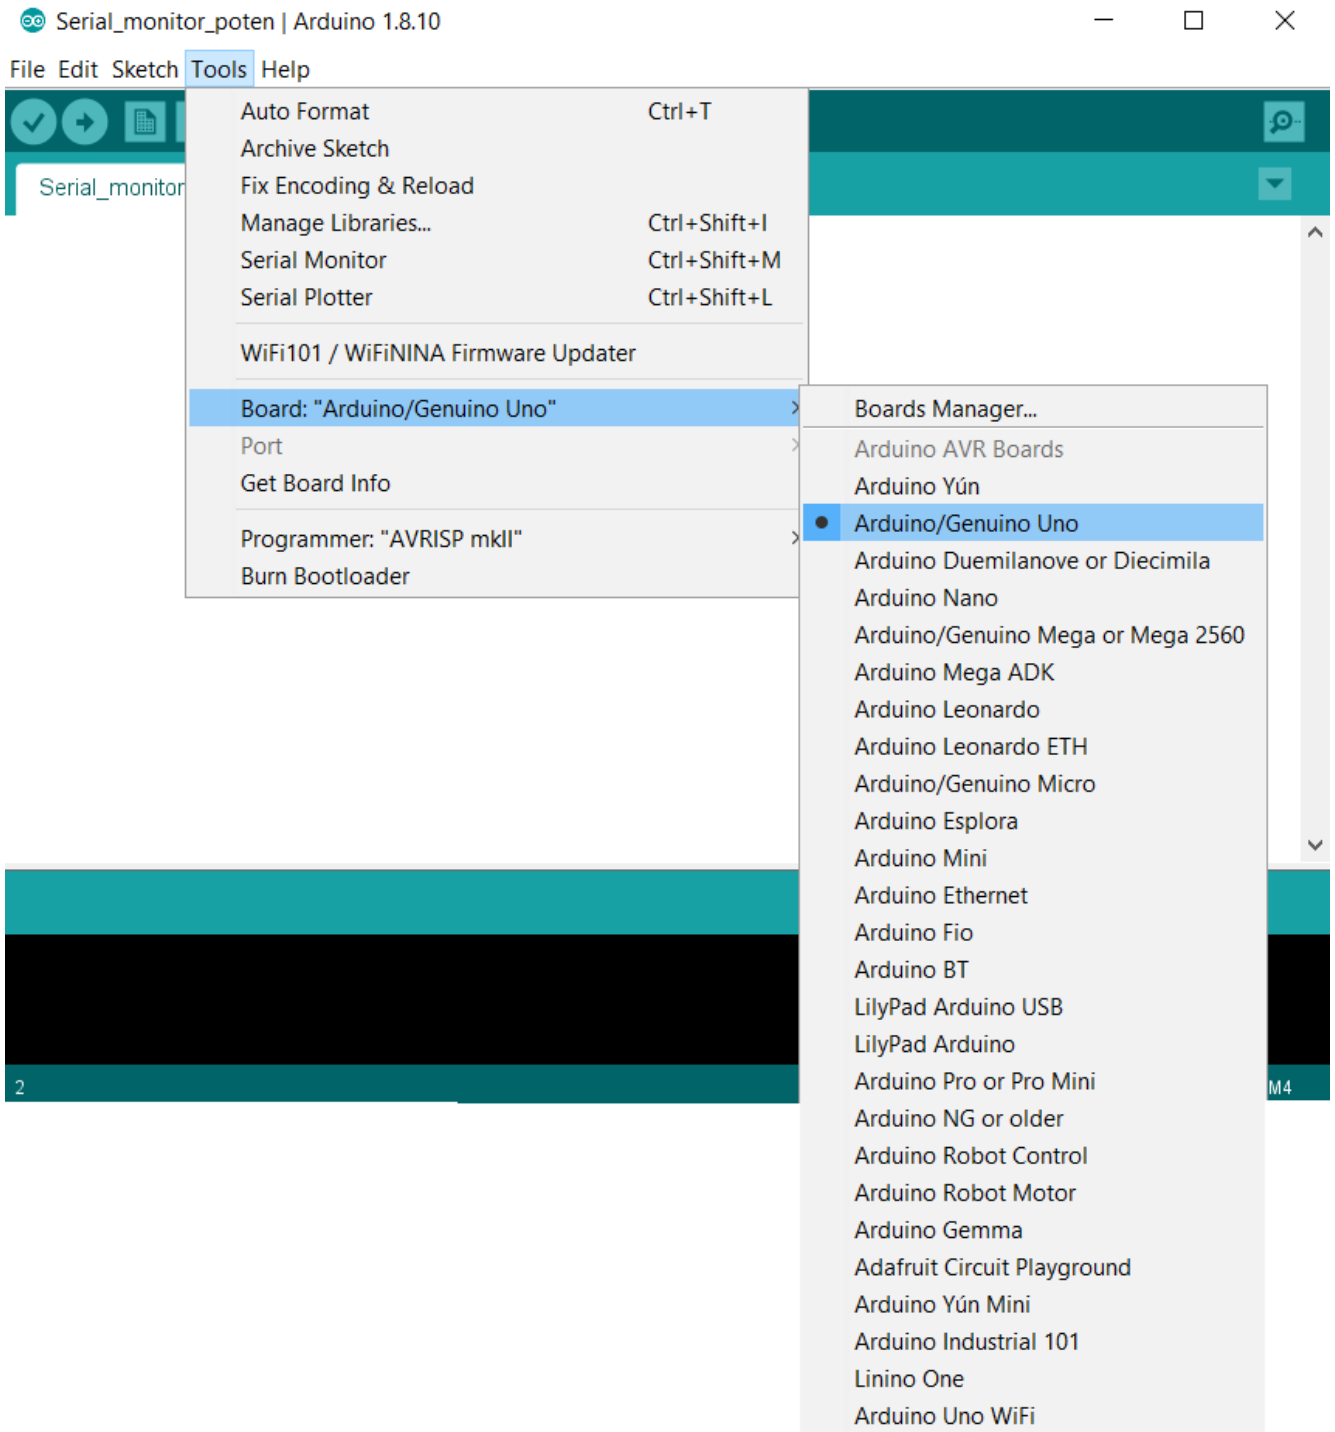 Serial_monitor_poten | Arduino 1.8.10
File Edit Sketch Tools Help
Serial_monitor
Auto Format Ctrl+T
Archive Sketch
Fix Encoding & Reload
Manage Libraries... Ctrl+Shift+I
Serial Monitor Ctrl+Shift+M
Serial Plotter Ctrl+Shift+L
WiFi101 / WiFiNINA Firmware Updater
Board: "Arduino/Genuino Uno"
Port
Get Board Info
Programmer: "AVRISP mkII"
Burn Bootloader
Boards Manager...
Arduino AVR Boards
Arduino Yún
Arduino/Genuino Uno
Arduino Duemilanove or Diecimila
Arduino Nano
Arduino/Genuino Mega or Mega 2560
Arduino Mega ADK
Arduino Leonardo
Arduino Leonardo ETH
Arduino/Genuino Micro
Arduino Esplora
Arduino Mini
Arduino Ethernet
Arduino Fio
Arduino BT
LilyPad Arduino USB
LilyPad Arduino
Arduino Pro or Pro Mini
Arduino NG or older
Arduino Robot Control
Arduino Robot Motor
Arduino Gemma
Adafruit Circuit Playground
Arduino Yún Mini
Arduino Industrial 101
Linino One
Arduino Uno WiFi
2 M4